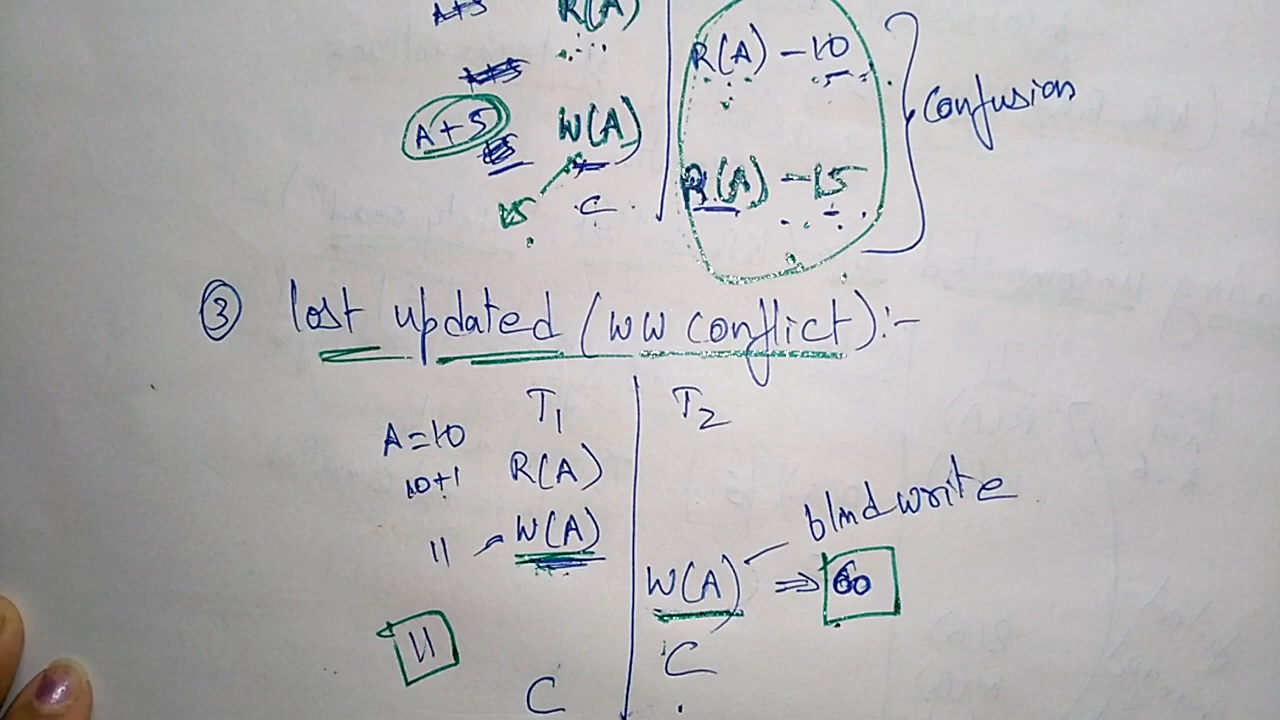 A+5 R(A)
R(A) - 10
A+5 W(A)
confusion
R(A) - 15
15 C
③ lost updated (WW conflict):-
T1 T2
A=10
10+1 R(A)
11 W(A)
blind write
W(A) ⇒ 60
11
C
C